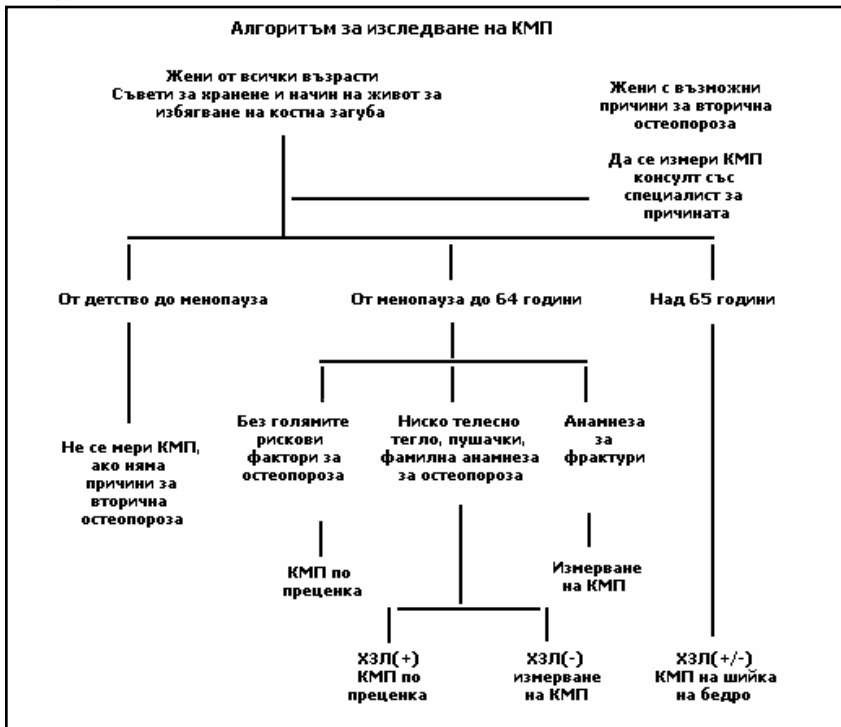 Алгоритъм за изследване на КМП
Жени от всички възрасти
Съвети за хранене и начин на живот за
избягване на костна загуба
Жени с възможни
причини за вторична
остеопороза
Да се измери КМП
консулт със
специалист за
причината
От детство до менопауза
От менопауза до 64 години
Над 65 години
Не се мери КМП,
ако няма
причини за
вторична
остеопороза
Без голямите
рискови
фактори за
остеопороза
Ниско телесно
тегло, пушачки,
фамилна анамнеза
за остеопороза
Анамнеза
за
фрактури
КМП по
преценка
Измерване
на КМП
ХЗЛ(+)
КМП по
преценка
ХЗЛ(-)
измерване
на КМП
ХЗЛ(+/-)
КМП на шийка
на бедро